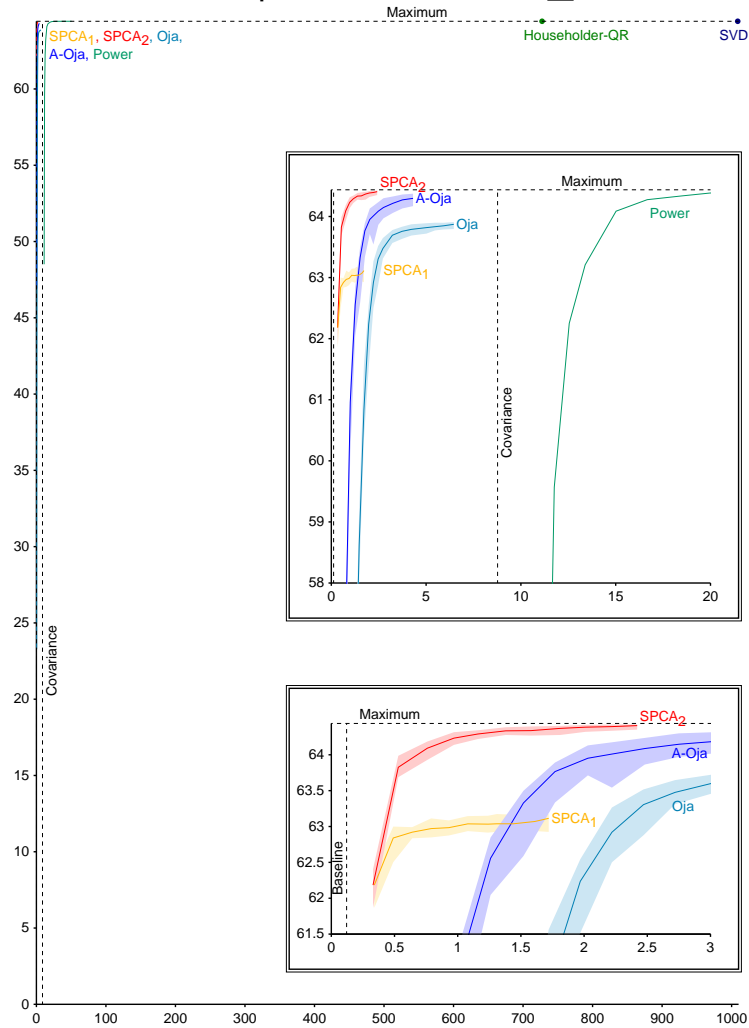 Maximum
SPCA1, SPCA2, Oja,
A-Oja, Power
Householder-QR
SVD
60
55
50
45
40
35
30
25
20
15
10
5
0
Covariance
0 100 200 300 400 500 600 700 800 900 1000
SPCA2
Maximum
A-Oja
Oja
Power
SPCA1
64
63
62
61
60
59
58
Covariance
0 5 10 15 20
Maximum
SPCA2
A-Oja
Oja
SPCA1
64
63.5
63
62.5
62
61.5
Baseline
0 0.5 1 1.5 2 2.5 3